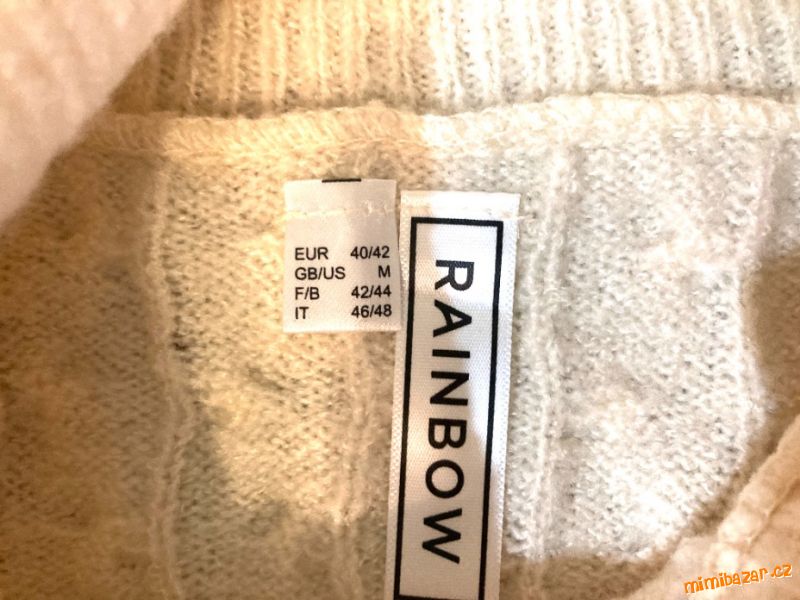 EUR 40/42
GB/US M
F/B 42/44
IT 46/48
RAINBOW
mimibazar.cz